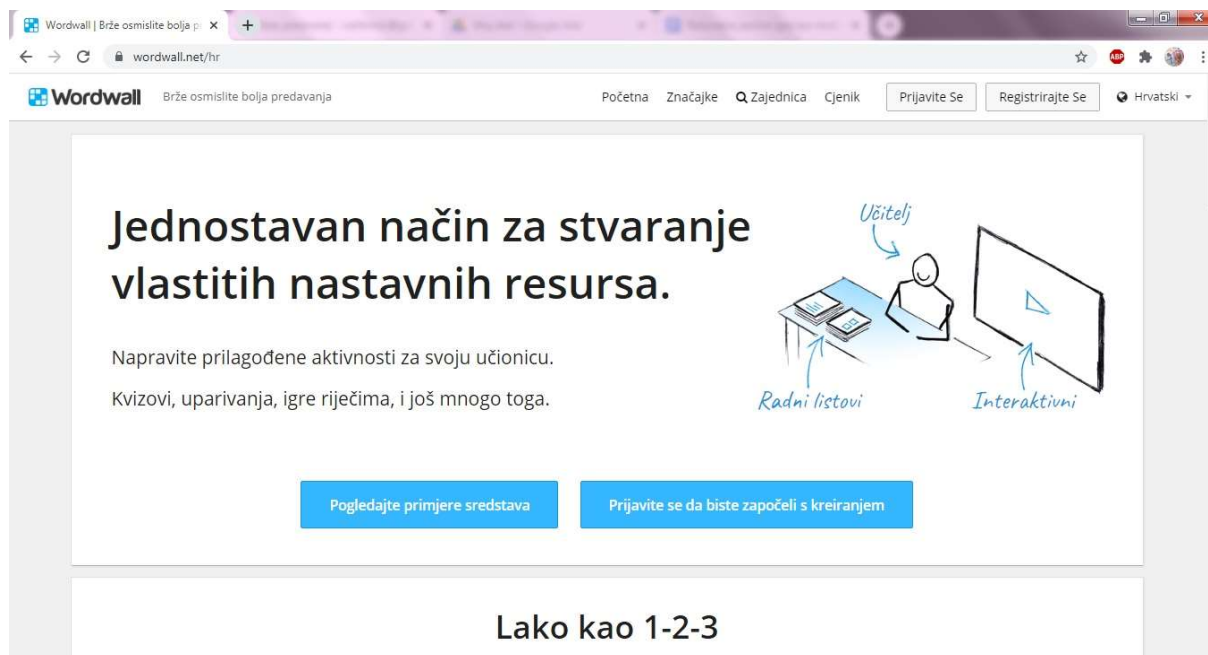 Wordwall | Brže osmislite bolja p
wordwall.net/hr
ABP
Wordwall Brže osmislite bolja predavanja Početna Značajke Zajednica Cjenik Prijavite Se Registrirajte Se Hrvatski
Jednostavan način za stvaranje
vlastitih nastavnih resursa.
Napravite prilagođene aktivnosti za svoju učionicu.
Kvizovi, uparivanja, igre riječima, i još mnogo toga.
Učitelj
Radni listovi
Interaktivni
Pogledajte primjere sredstava Prijavite se da biste započeli s kreiranjem
Lako kao 1-2-3